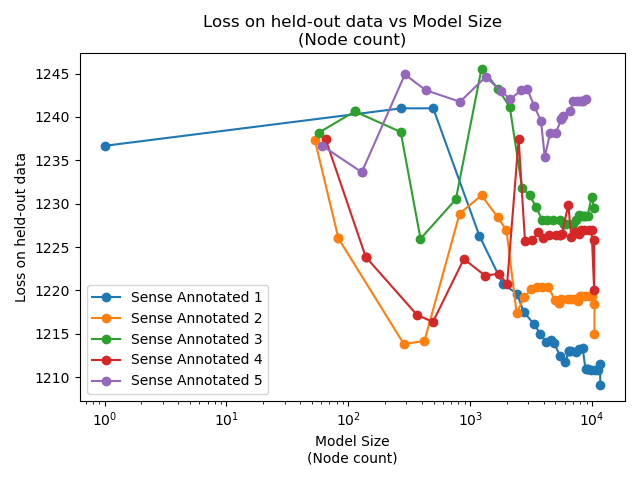 Loss on held-out data vs Model Size
(Node count)
Loss on held-out data
1245
1240
1235
1230
1225
1220
1215
1210
Sense Annotated 1
Sense Annotated 2
Sense Annotated 3
Sense Annotated 4
Sense Annotated 5
10⁰
10¹
10²
10³
10⁴
Model Size
(Node count)